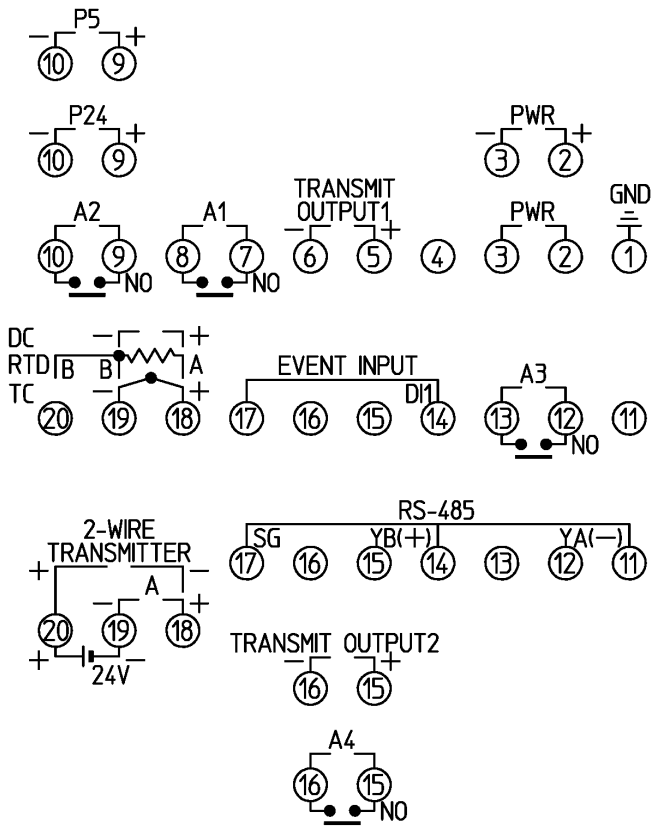 P5
− +
10 9
P24 PWR
− + − +
10 9 3 2
GND
TRANSMIT
A2 A1 OUTPUT1 PWR
− +
10 9 8 7 6 5 4 3 2 1
NO NO
DC − +
RTD B B A EVENT INPUT A3
TC − + DI1
20 19 18 17 16 15 14 13 12 11
NO
RS-485
2-WIRE SG YB(+) YA(−)
TRANSMITTER 17 16 15 14 13 12 11
+ −
A
− +
20 19 18
TRANSMIT OUTPUT2
+ − − +
24V
16 15
A4
16 15
NO